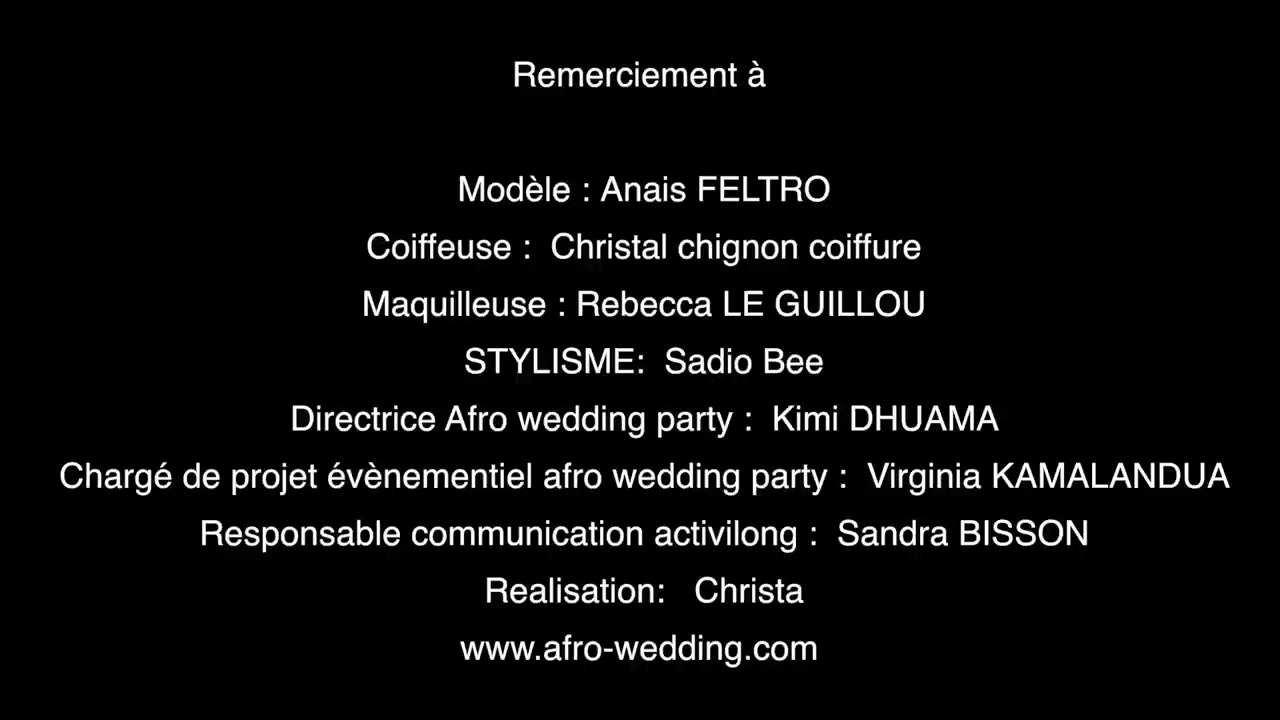 Remerciement à
Modèle : Anais FELTRO
Coiffeuse :  Christal chignon coiffure
Maquilleuse : Rebecca LE GUILLOU
STYLISME:  Sadio Bee
Directrice Afro wedding party :  Kimi DHUAMA
Chargé de projet évènementiel afro wedding party :  Virginia KAMALANDUA
Responsable communication activilong :  Sandra BISSON
Realisation:   Christa
www.afro-wedding.com